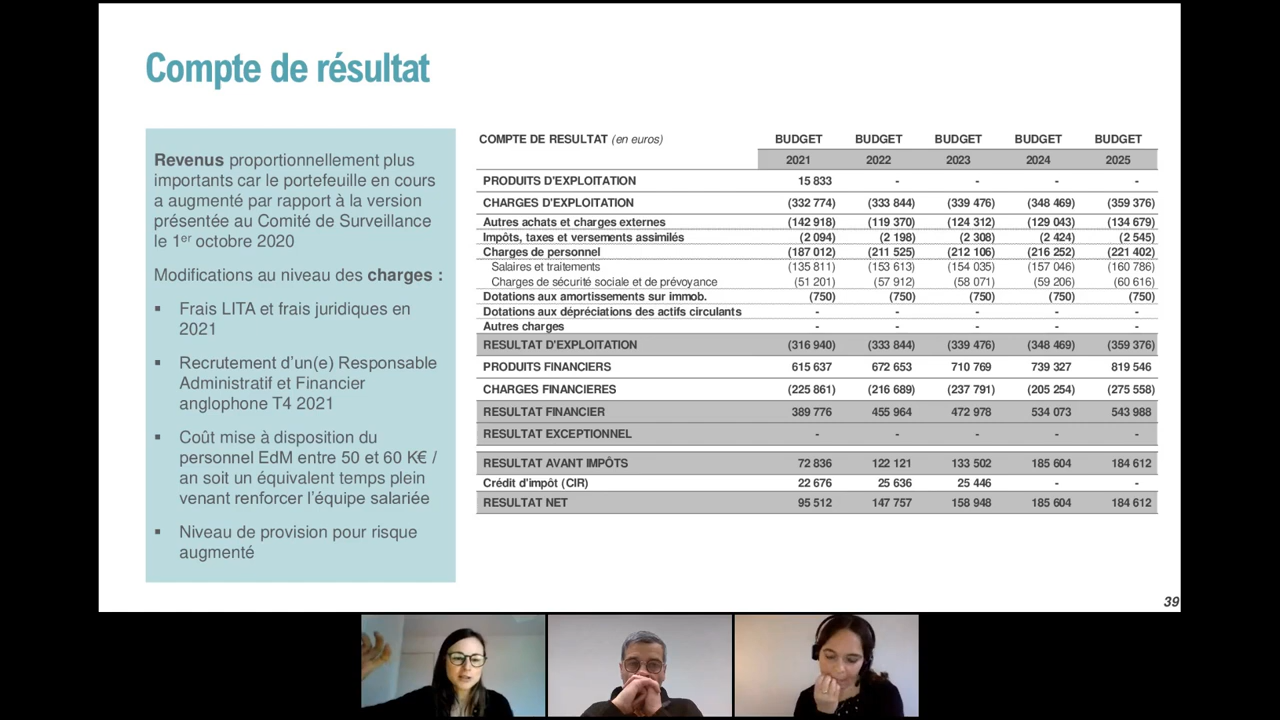 Compte de résultat
Revenus proportionnellement plus
importants car le portefeuille en cours
a augmenté par rapport à la version
présentée au Comité de Surveillance
le 1er octobre 2020
Modifications au niveau des charges :
▪ Frais LITA et frais juridiques en
2021
▪ Recrutement d'un(e) Responsable
Administratif et Financier
anglophone T4 2021
▪ Coût mise à disposition du
personnel EdM entre 50 et 60 K€ /
an soit un équivalent temps plein
venant renforcer l'équipe salariée
▪ Niveau de provision pour risque
augmenté
COMPTE DE RESULTAT (en euros) BUDGET BUDGET BUDGET BUDGET BUDGET
2021 2022 2023 2024 2025
PRODUITS D'EXPLOITATION 15 833 - - - -
CHARGES D'EXPLOITATION (332 774) (333 844) (339 476) (348 469) (359 376)
Autres achats et charges externes (142 918) (119 370) (124 312) (129 043) (134 679)
Impôts, taxes et versements assimilés (2 094) (2 198) (2 308) (2 424) (2 545)
Charges de personnel (187 012) (211 525) (212 106) (216 252) (221 402)
Salaires et traitements (135 811) (153 613) (154 035) (157 046) (160 786)
Charges de sécurité sociale et de prévoyance (51 201) (57 912) (58 071) (59 206) (60 616)
Dotations aux amortissements sur immob. (750) (750) (750) (750) (750)
Dotations aux dépréciations des actifs circulants - - - - -
Autres charges - - - - -
RESULTAT D'EXPLOITATION (316 940) (333 844) (339 476) (348 469) (359 376)
PRODUITS FINANCIERS 615 637 672 653 710 769 739 327 819 546
CHARGES FINANCIERES (225 861) (216 689) (237 791) (205 254) (275 558)
RESULTAT FINANCIER 389 776 455 964 472 978 534 073 543 988
RESULTAT EXCEPTIONNEL - - - - -
RESULTAT AVANT IMPÔTS 72 836 122 121 133 502 185 604 184 612
Crédit d'impôt (CIR) 22 676 25 636 25 446 - -
RESULTAT NET 95 512 147 757 158 948 185 604 184 612
39